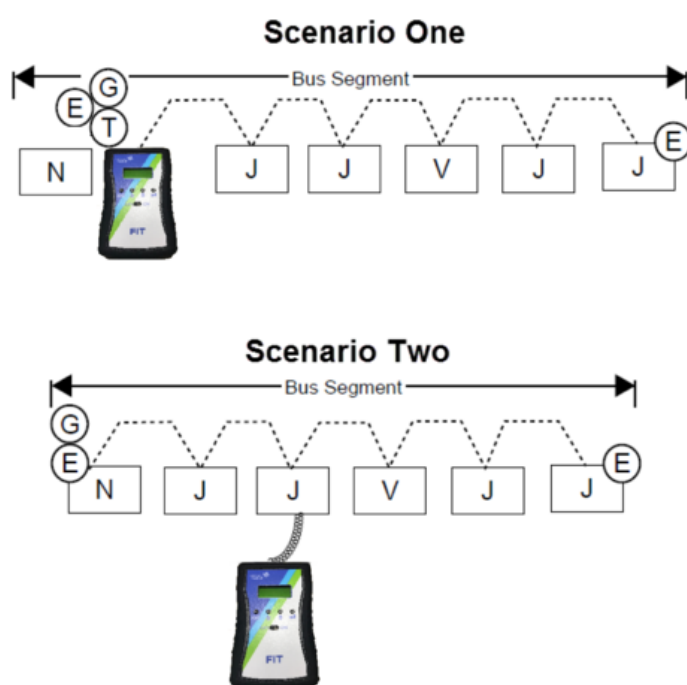 Scenario One
Bus Segment
G
E
T
E
N
J
J
V
J
J
FIT
Scenario Two
Bus Segment
G
E
E
N
J
J
V
J
J
FIT